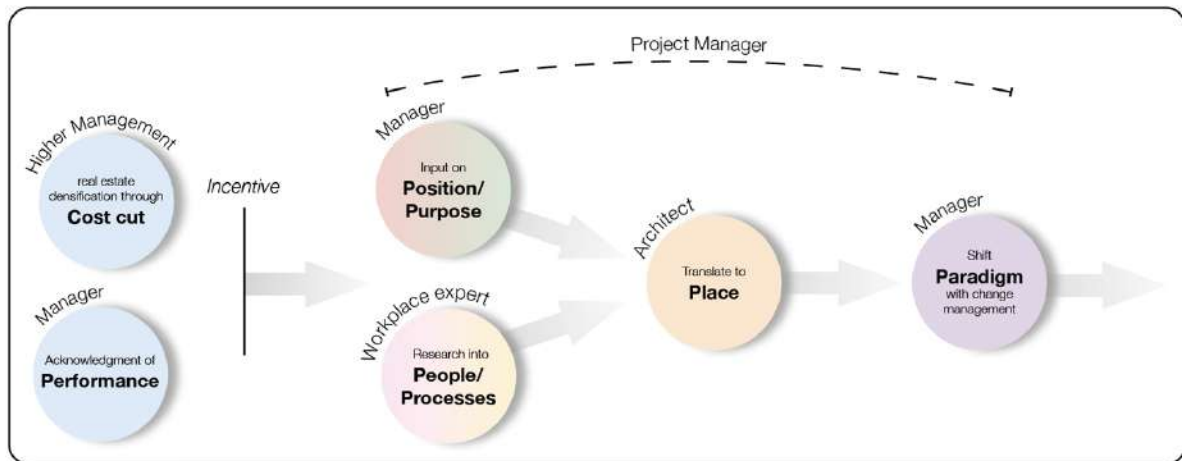 Project Manager
Higher Management
real estate
densification through
Cost cut
Manager
Acknowledgment of
Performance
Incentive
Manager
Input on
Position/
Purpose
Workplace expert
Research into
People/
Processes
Architect
Translate to
Place
Manager
Shift
Paradigm
with change
management